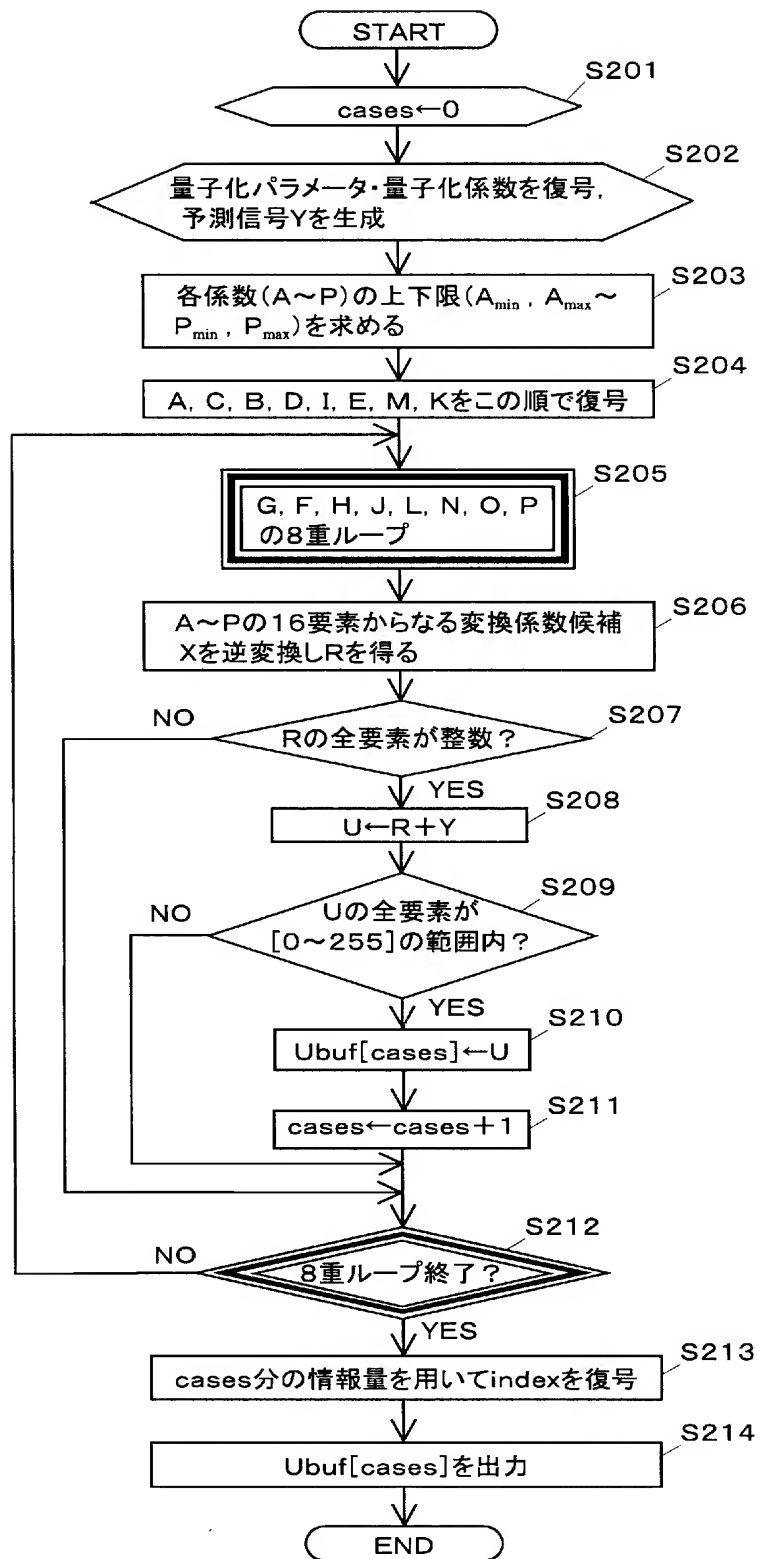 START
S201
cases←0
S202
量子化パラメータ・量子化係数を復号，
予測信号Yを生成
S203
各係数(A～P)の上下限(Amin , Amax～
Pmin , Pmax)を求める
S204
A, C, B, D, I, E, M, Kをこの順で復号
S205
G, F, H, J, L, N, O, P
の8重ループ
S206
A～Pの16要素からなる変換係数候補
Xを逆変換しRを得る
S207
NO
Rの全要素が整数？
YES
S208
U←R＋Y
S209
NO
Uの全要素が
[0～255]の範囲内？
YES
S210
Ubuf[cases]←U
S211
cases←cases＋1
S212
NO
8重ループ終了？
YES
S213
cases分の情報量を用いてindexを復号
S214
Ubuf[cases]を出力
END